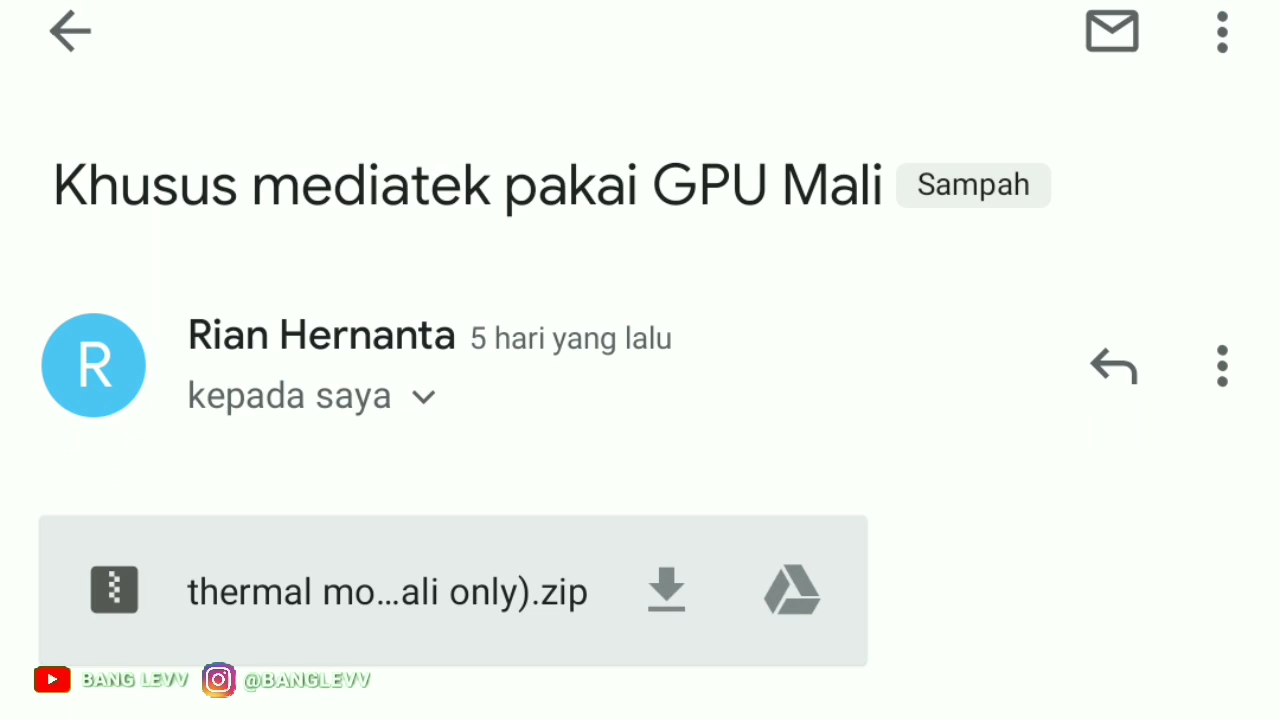 Khusus mediatek pakai GPU Mali Sampah
R
Rian Hernanta 5 hari yang lalu
kepada saya
thermal mo...ali only).zip
BANG LEVV @BANGLEVV